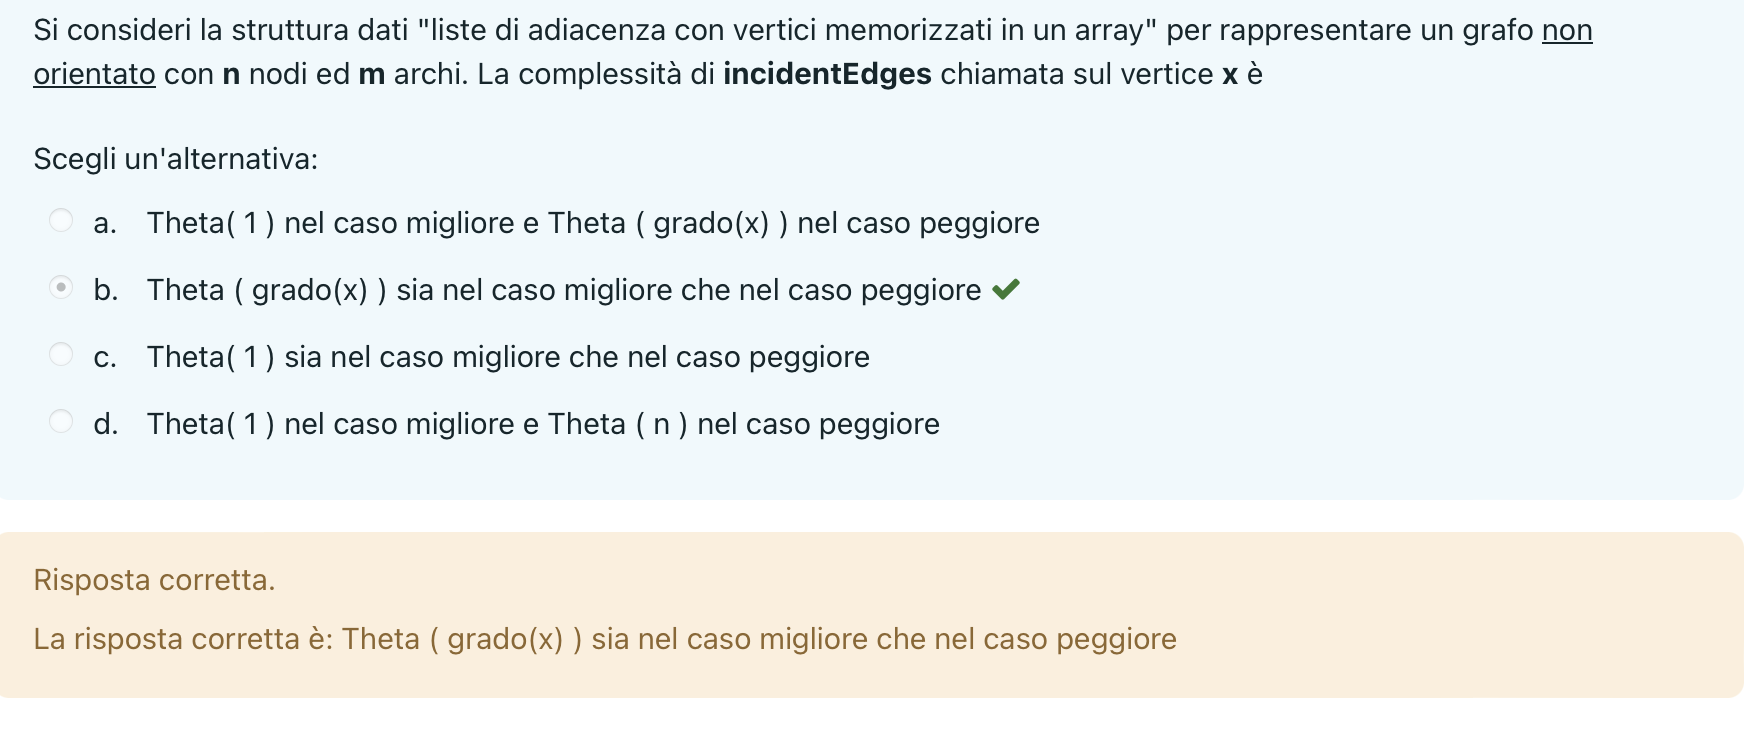 Si consideri la struttura dati "liste di adiacenza con vertici memorizzati in un array" per rappresentare un grafo non
orientato con n nodi ed m archi. La complessità di incidentEdges chiamata sul vertice x è
Scegli un'alternativa:
a. Theta( 1 ) nel caso migliore e Theta ( grado(x) ) nel caso peggiore
b. Theta ( grado(x) ) sia nel caso migliore che nel caso peggiore
c. Theta( 1 ) sia nel caso migliore che nel caso peggiore
d. Theta( 1 ) nel caso migliore e Theta ( n ) nel caso peggiore
Risposta corretta.
La risposta corretta è: Theta ( grado(x) ) sia nel caso migliore che nel caso peggiore